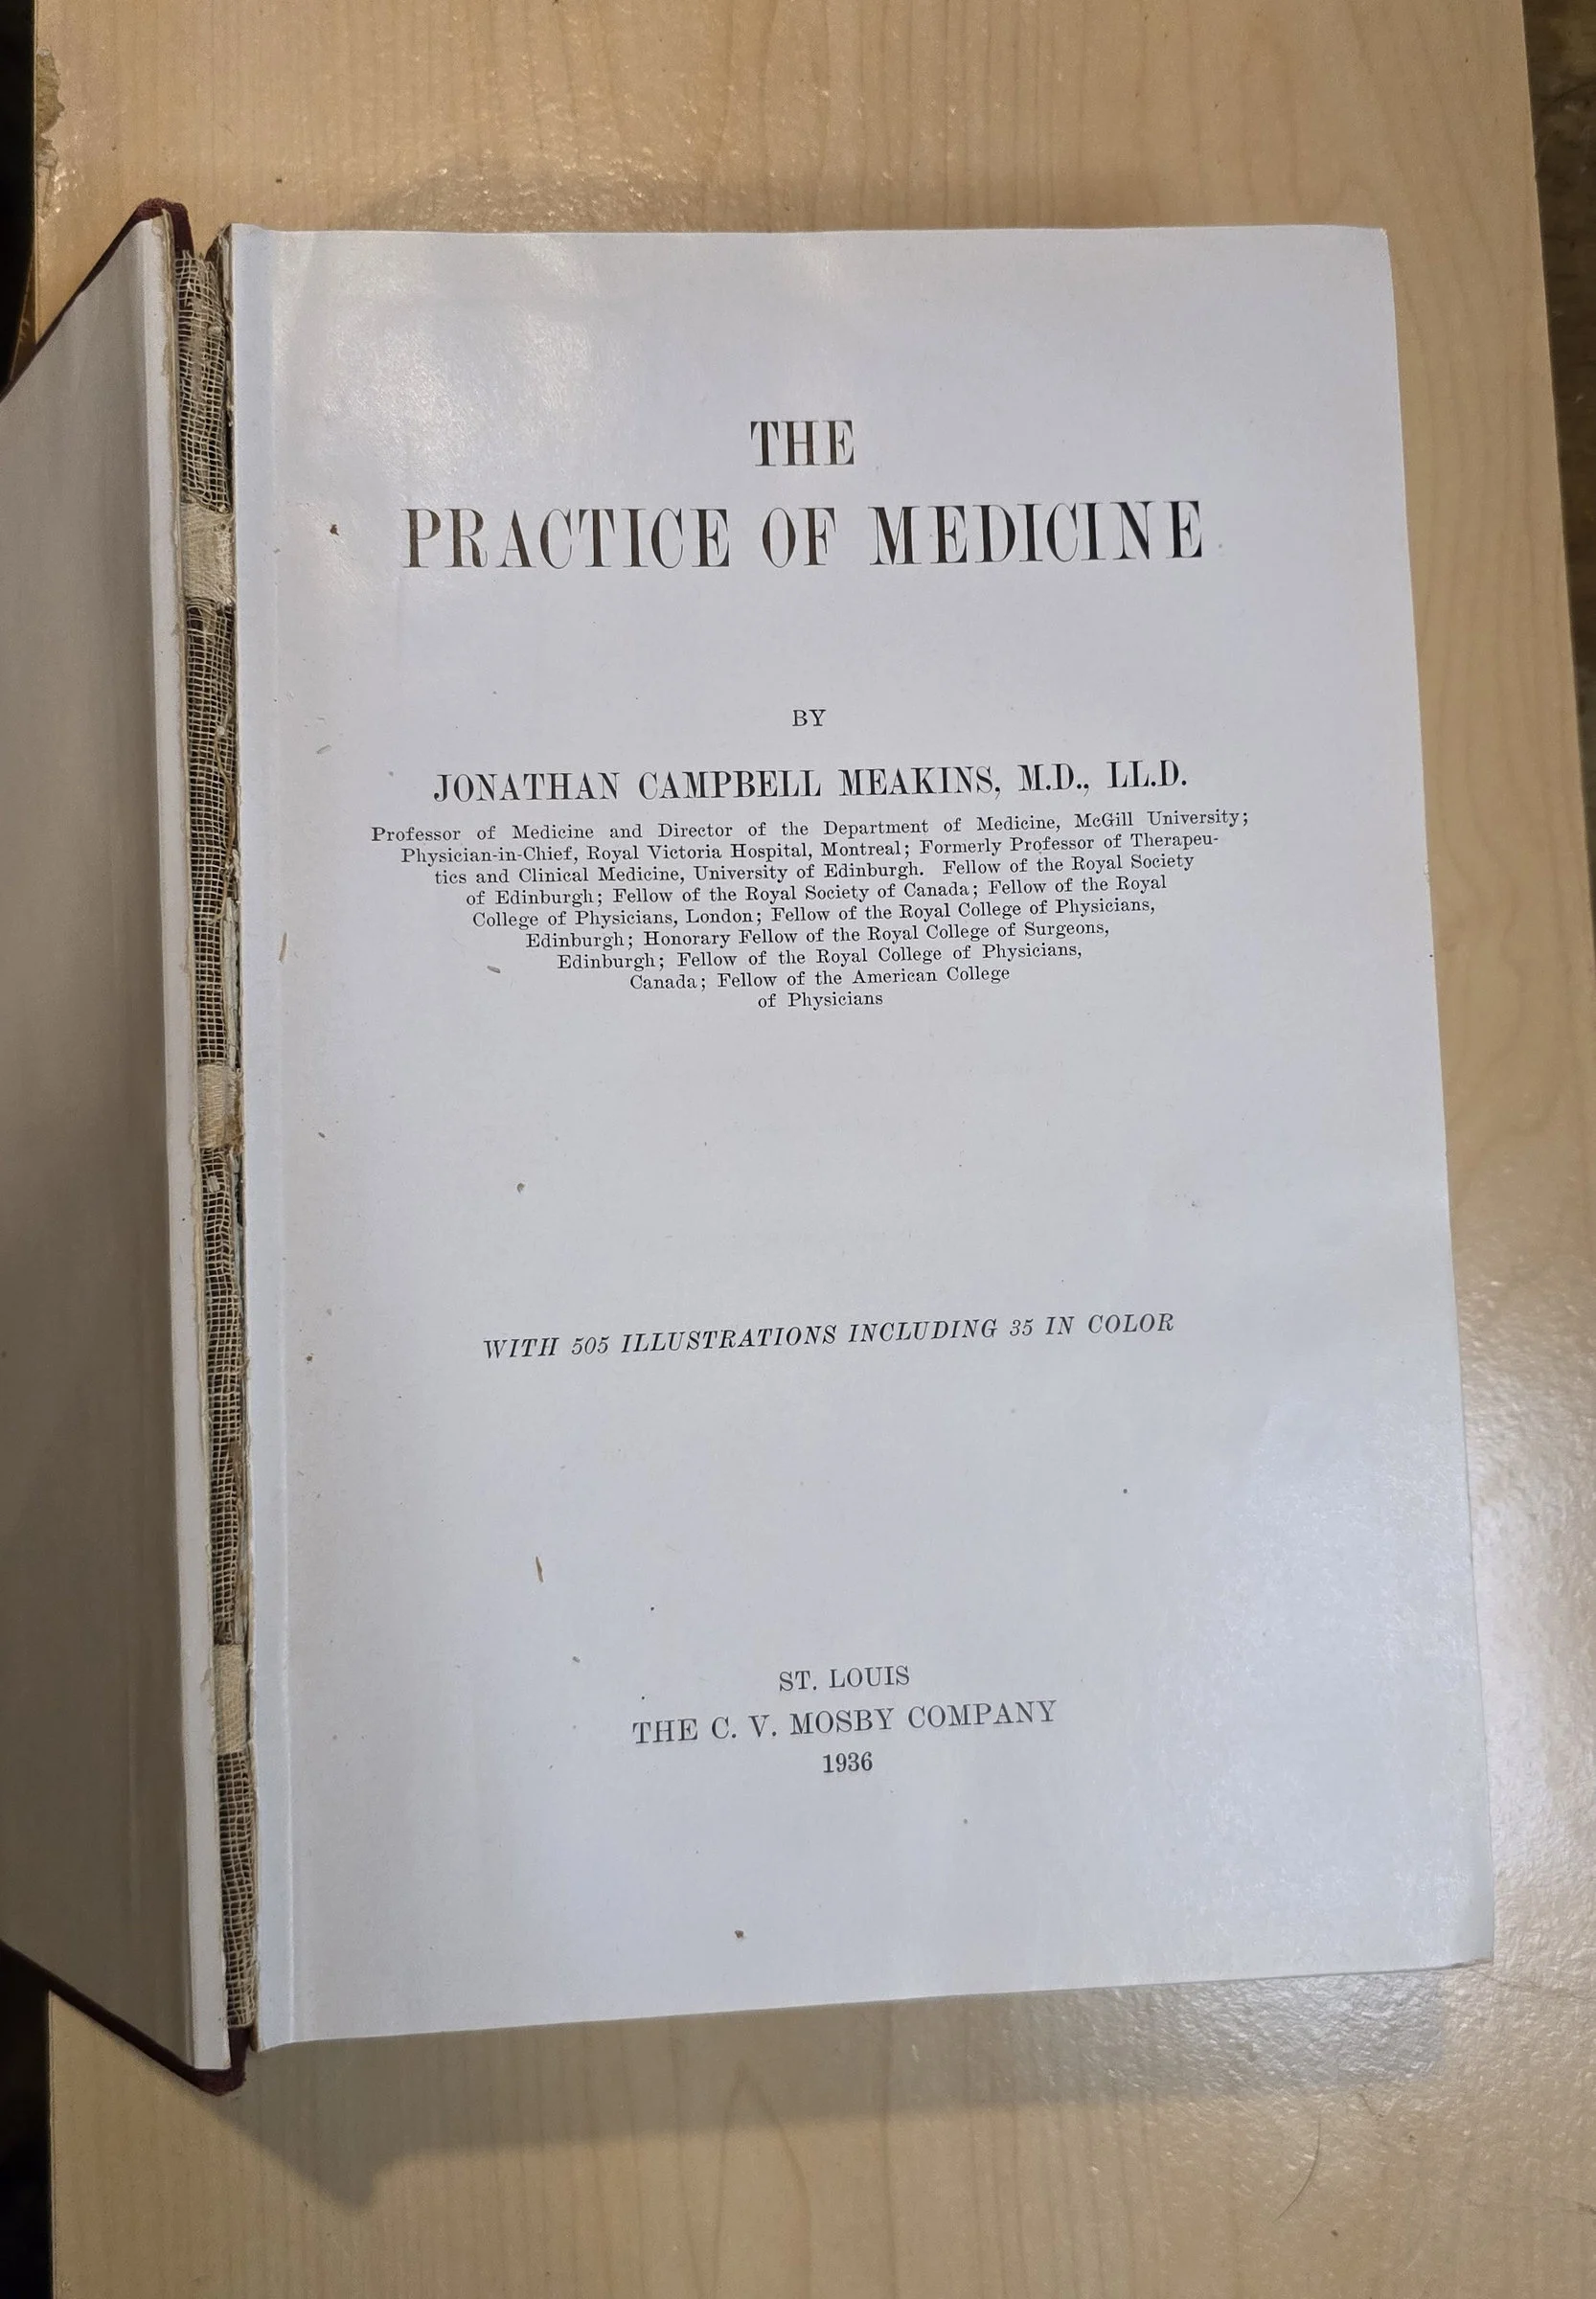 THE
PRACTICE OF MEDICINE
BY
JONATHAN CAMPBELL MEAKINS, M.D., LL.D.
Professor of Medicine and Director of the Department of Medicine, McGill University;
Physician-in-Chief, Royal Victoria Hospital, Montreal; Formerly Professor of Therapeu-
tics and Clinical Medicine, University of Edinburgh. Fellow of the Royal Society
of Edinburgh; Fellow of the Royal Society of Canada; Fellow of the Royal
College of Physicians, London; Fellow of the Royal College of Physicians,
Edinburgh; Honorary Fellow of the Royal College of Surgeons,
Edinburgh; Fellow of the Royal College of Physicians,
Canada; Fellow of the American College
of Physicians
WITH 505 ILLUSTRATIONS INCLUDING 35 IN COLOR
ST. LOUIS
THE C. V. MOSBY COMPANY
1936